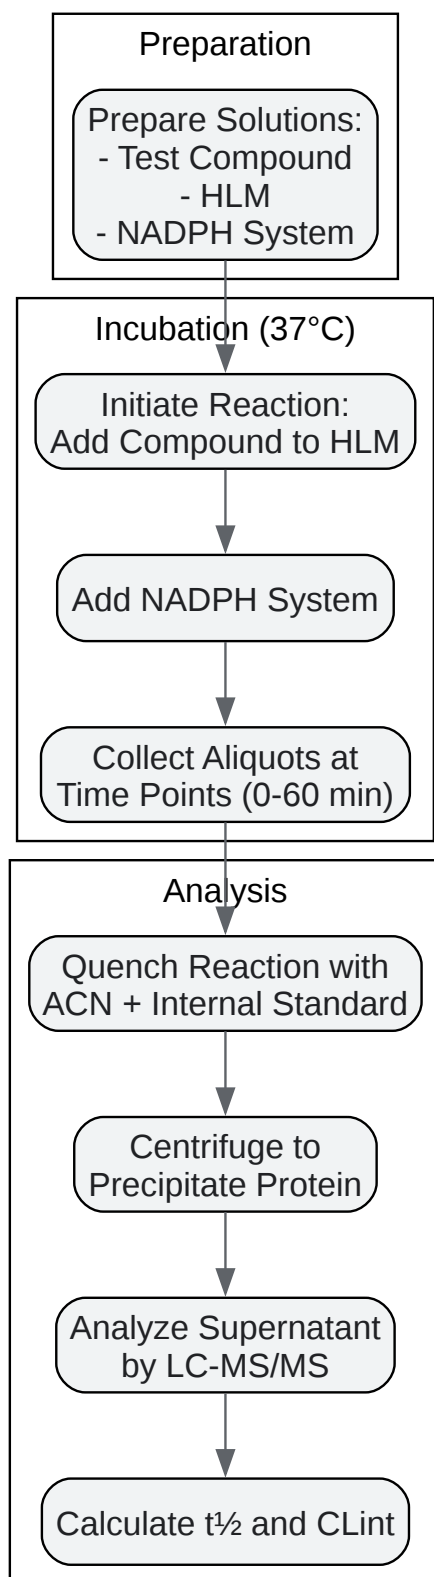 Preparation
Prepare Solutions:
- Test Compound
- HLM
- NADPH System
Incubation (37°C)
Initiate Reaction:
Add Compound to HLM
Add NADPH System
Collect Aliquots at
Time Points (0-60 min)
Analysis
Quench Reaction with
ACN + Internal Standard
Centrifuge to
Precipitate Protein
Analyze Supernatant
by LC-MS/MS
Calculate t½ and CLint